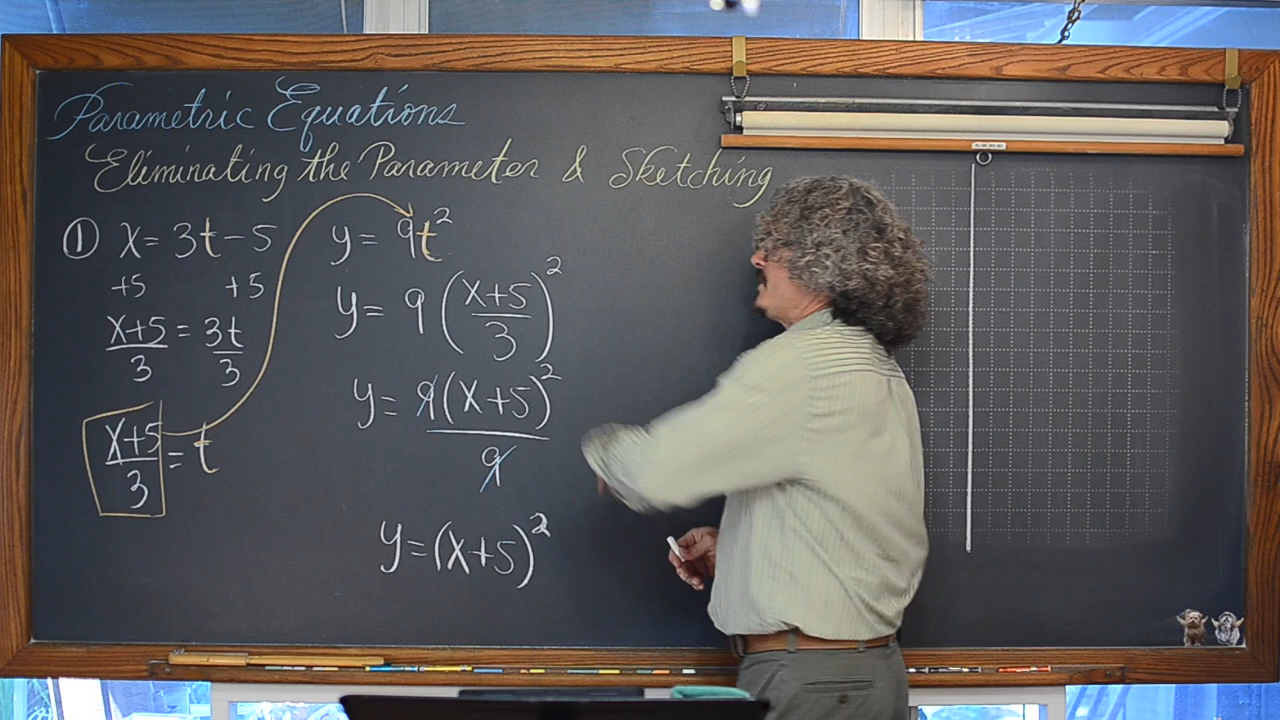 Parametric Equations
Eliminating the Parameter & Sketching
① x = 3t - 5
+5 +5
x+5/3 = 3t/3
x+5/3 = t
y = 9t²
y = 9 (x+5/3)²
y = 9(x+5)²/9
y = (x+5)²